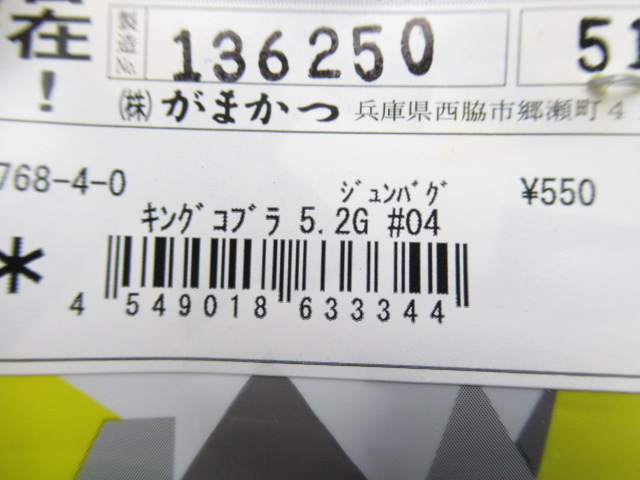 在!
製造No. 136250 51
㈱がまかつ 兵庫県西脇市郷瀬町4
768-4-0
ｼﾞｭﾝﾊﾞｸﾞ ¥550
ｷﾝｸﾞｺﾌﾞﾗ 5.2G #04
*
4 549018 633344